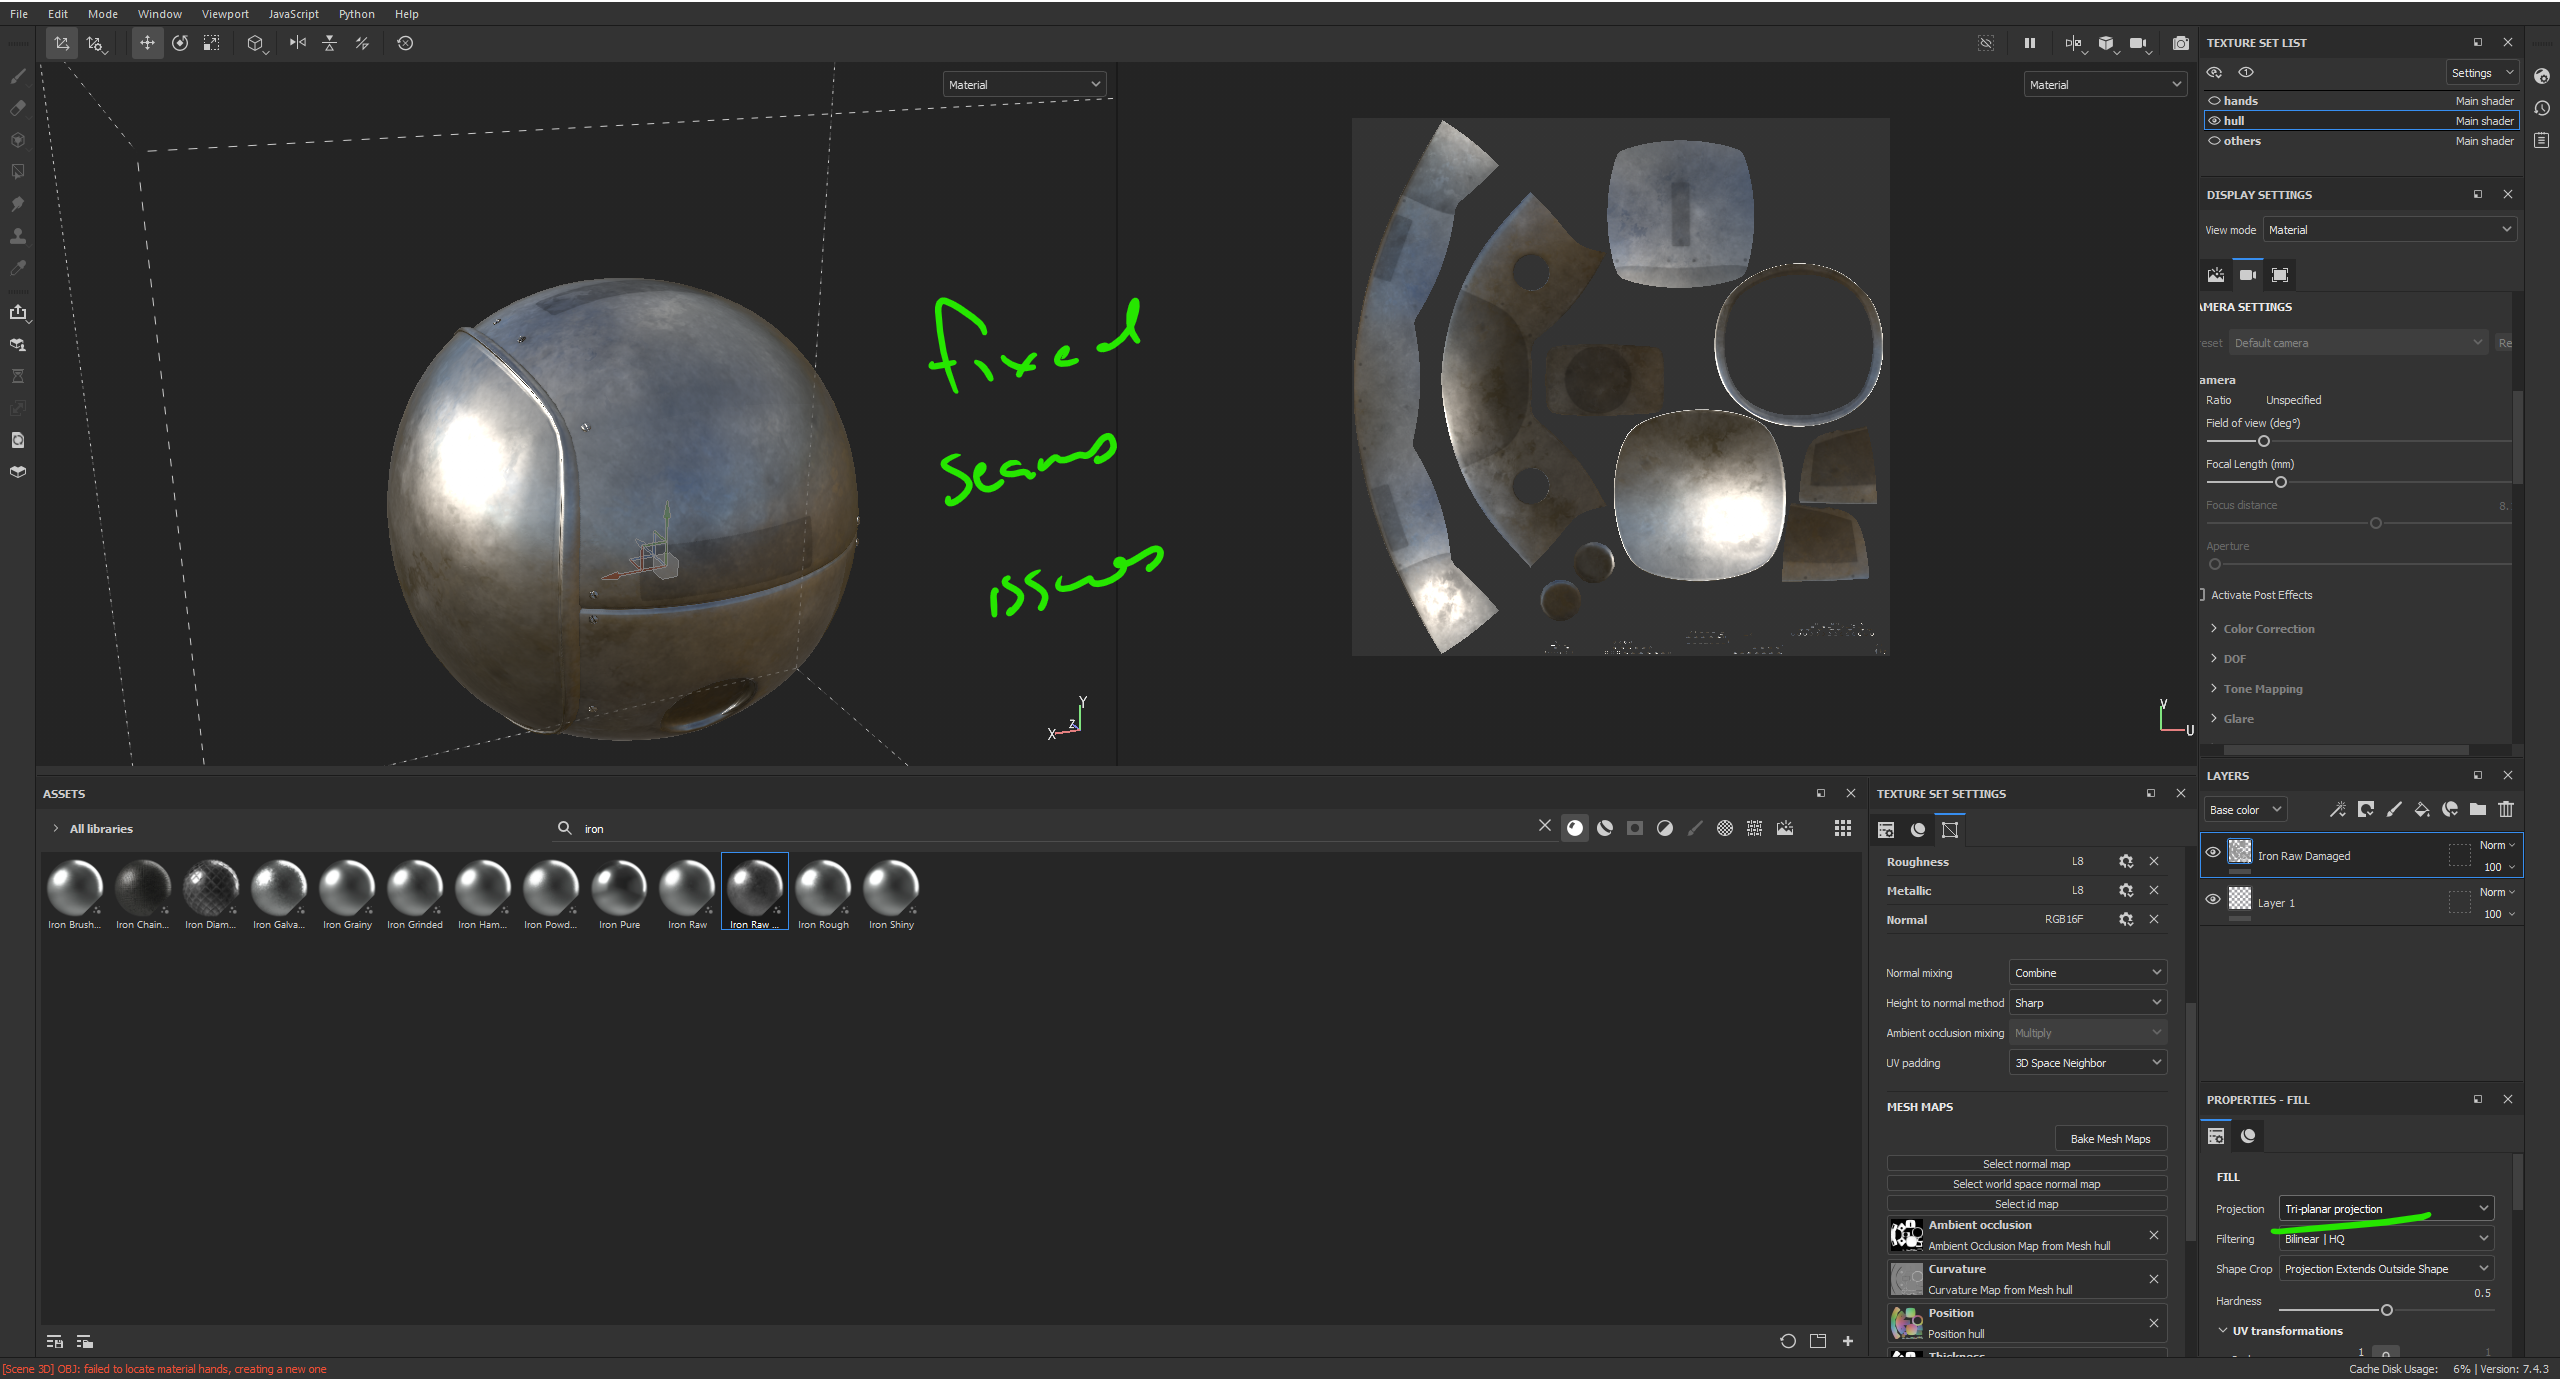 File Edit Mode Window Viewport JavaScript Python Help
Material
Material
fixed
seams
issues
Y
Z
X
V
U
TEXTURE SET LIST
Settings
hands Main shader
hull Main shader
others Main shader
DISPLAY SETTINGS
View mode Material
AMERA SETTINGS
reset Default camera Re
amera
Ratio Unspecified
Field of view (deg°)
Focal Length (mm)
Focus distance 8.
Aperture
Activate Post Effects
Color Correction
DOF
Tone Mapping
Glare
ASSETS
All libraries
iron
Iron Brush... Iron Chain... Iron Diam... Iron Galva... Iron Grainy Iron Grinded Iron Ham... Iron Powd... Iron Pure Iron Raw Iron Raw ... Iron Rough Iron Shiny
TEXTURE SET SETTINGS
Roughness L8
Metallic L8
Normal RGB16F
Normal mixing Combine
Height to normal method Sharp
Ambient occlusion mixing Multiply
UV padding 3D Space Neighbor
MESH MAPS
Bake Mesh Maps
Select normal map
Select world space normal map
Select id map
Ambient occlusion
Ambient Occlusion Map from Mesh hull
Curvature
Curvature Map from Mesh hull
Position
Position hull
Thickness
LAYERS
Base color
Iron Raw Damaged Norm
100
Layer 1 Norm
100
PROPERTIES - FILL
FILL
Projection Tri-planar projection
Filtering Bilinear | HQ
Shape Crop Projection Extends Outside Shape
Hardness 0.5
UV transformations
1 1
[Scene 3D] OBJ: failed to locate material hands, creating a new one
Cache Disk Usage: 6% | Version: 7.4.3